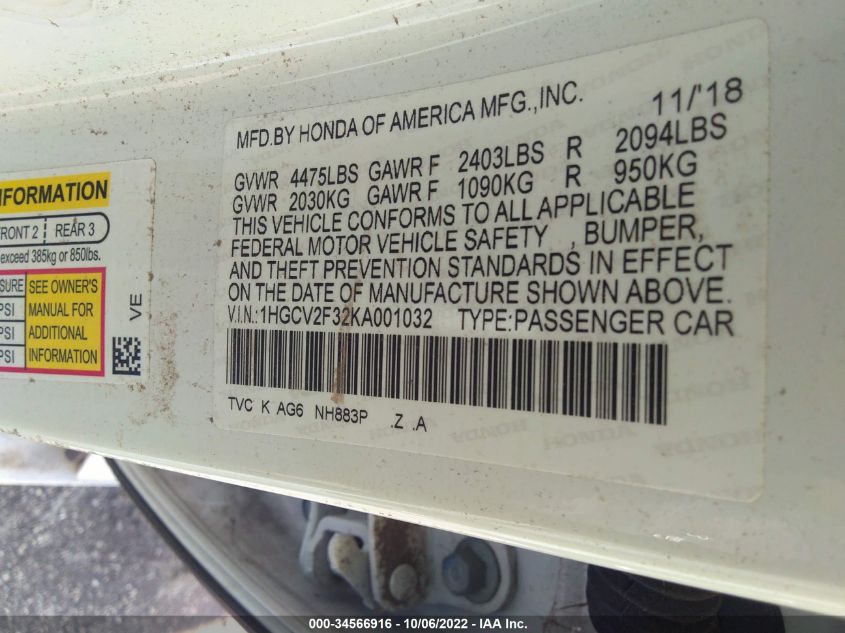 MFD.BY HONDA OF AMERICA MFG.,INC. 11/'18
GVWR 4475LBS GAWR F 2403LBS R 2094LBS
GVWR 2030KG GAWR F 1090KG R 950KG
THIS VEHICLE CONFORMS TO ALL APPLICABLE
FEDERAL MOTOR VEHICLE SAFETY , BUMPER,
AND THEFT PREVENTION STANDARDS IN EFFECT
ON THE DATE OF MANUFACTURE SHOWN ABOVE.
V.I.N.:1HGCV2F32KA001032 TYPE:PASSENGER CAR
TVC K AG6 NH883P .Z .A
INFORMATION
FRONT 2 REAR 3
exceed 385kg or 850lbs.
SEE OWNER'S
PSI MANUAL FOR
PSI ADDITIONAL
PSI INFORMATION
VE
000-34566916 - 10/06/2022 - IAA Inc.